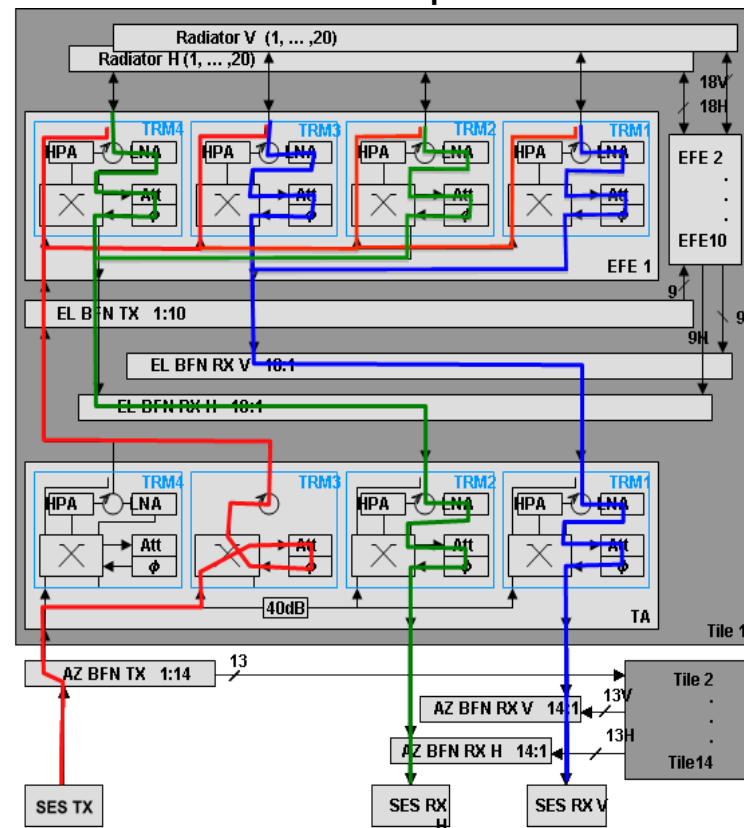 Radiator V (1, ... ,20)
Radiator H (1, ... ,20)
18V
18H
TRM4
TRM3
TRM2
TRM1
HPA
LNA
HPA
LNA
HPA
LNA
HPA
LNA
Att
Att
Att
Att
ϕ
ϕ
ϕ
ϕ
EFE 2
.
.
.
EFE10
EFE 1
9
9
9H
EL BFN TX 1:10
EL BFN RX V 18:1
EL BFN RX H 18:1
TRM4
TRM3
TRM2
TRM1
HPA
LNA
HPA
LNA
HPA
LNA
Att
Att
Att
Att
ϕ
ϕ
ϕ
ϕ
40dB
TA
Tile 1
AZ BFN TX 1:14
13
Tile 2
.
.
.
Tile14
AZ BFN RX V 14:1
13V
AZ BFN RX H 14:1
13H
SES TX
SES RX
H
SES RX V